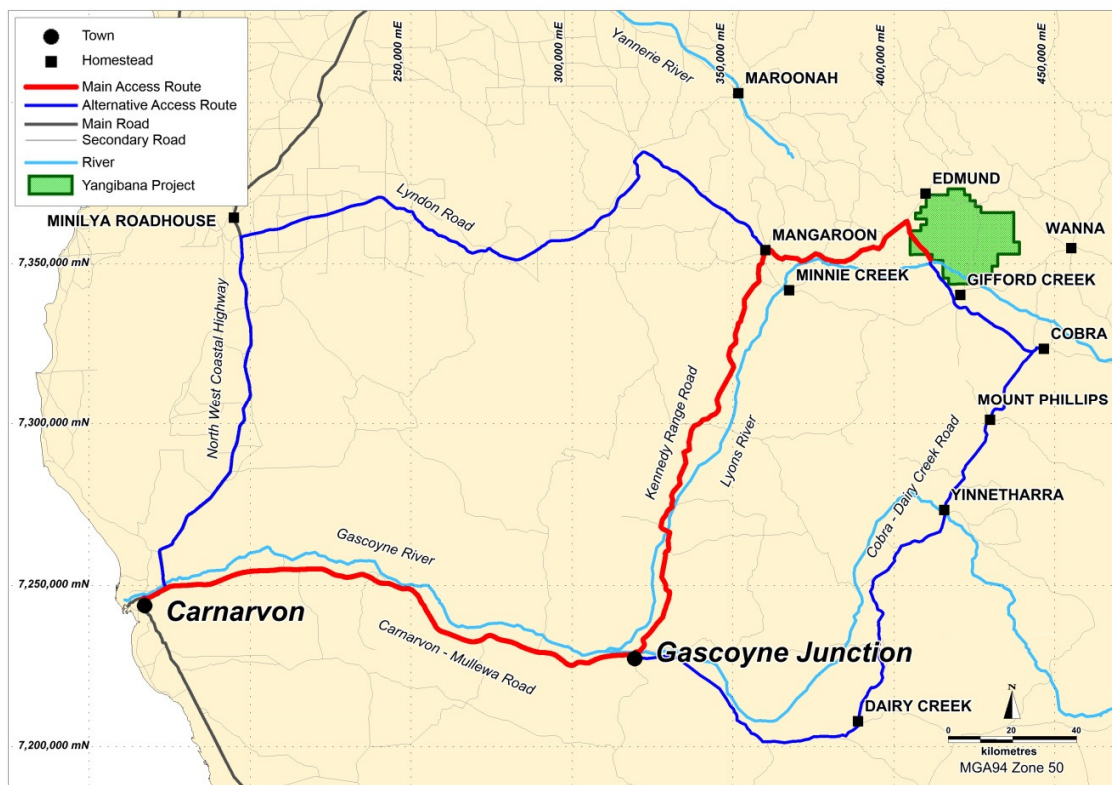 Town
Homestead
Main Access Route
Alternative Access Route
Main Road
Secondary Road
River
Yangibana Project
250,000 mE
300,000 mE
350,000 mE
400,000 mE
450,000 mE
Yannerie River
MAROONAH
EDMUND
MINILYA ROADHOUSE
Lyndon Road
WANNA
MANGAROON
7,350,000 mN
MINNIE CREEK
GIFFORD CREEK
North West Coastal Highway
COBRA
Kennedy Range Road
Lyons River
MOUNT PHILLIPS
7,300,000 mN
Cobra - Dairy Creek Road
YINNETHARRA
Gascoyne River
7,250,000 mN
Carnarvon
Carnarvon - Mullewa Road
Gascoyne Junction
DAIRY CREEK
N
7,200,000 mN
0 20 40
kilometres
MGA94 Zone 50